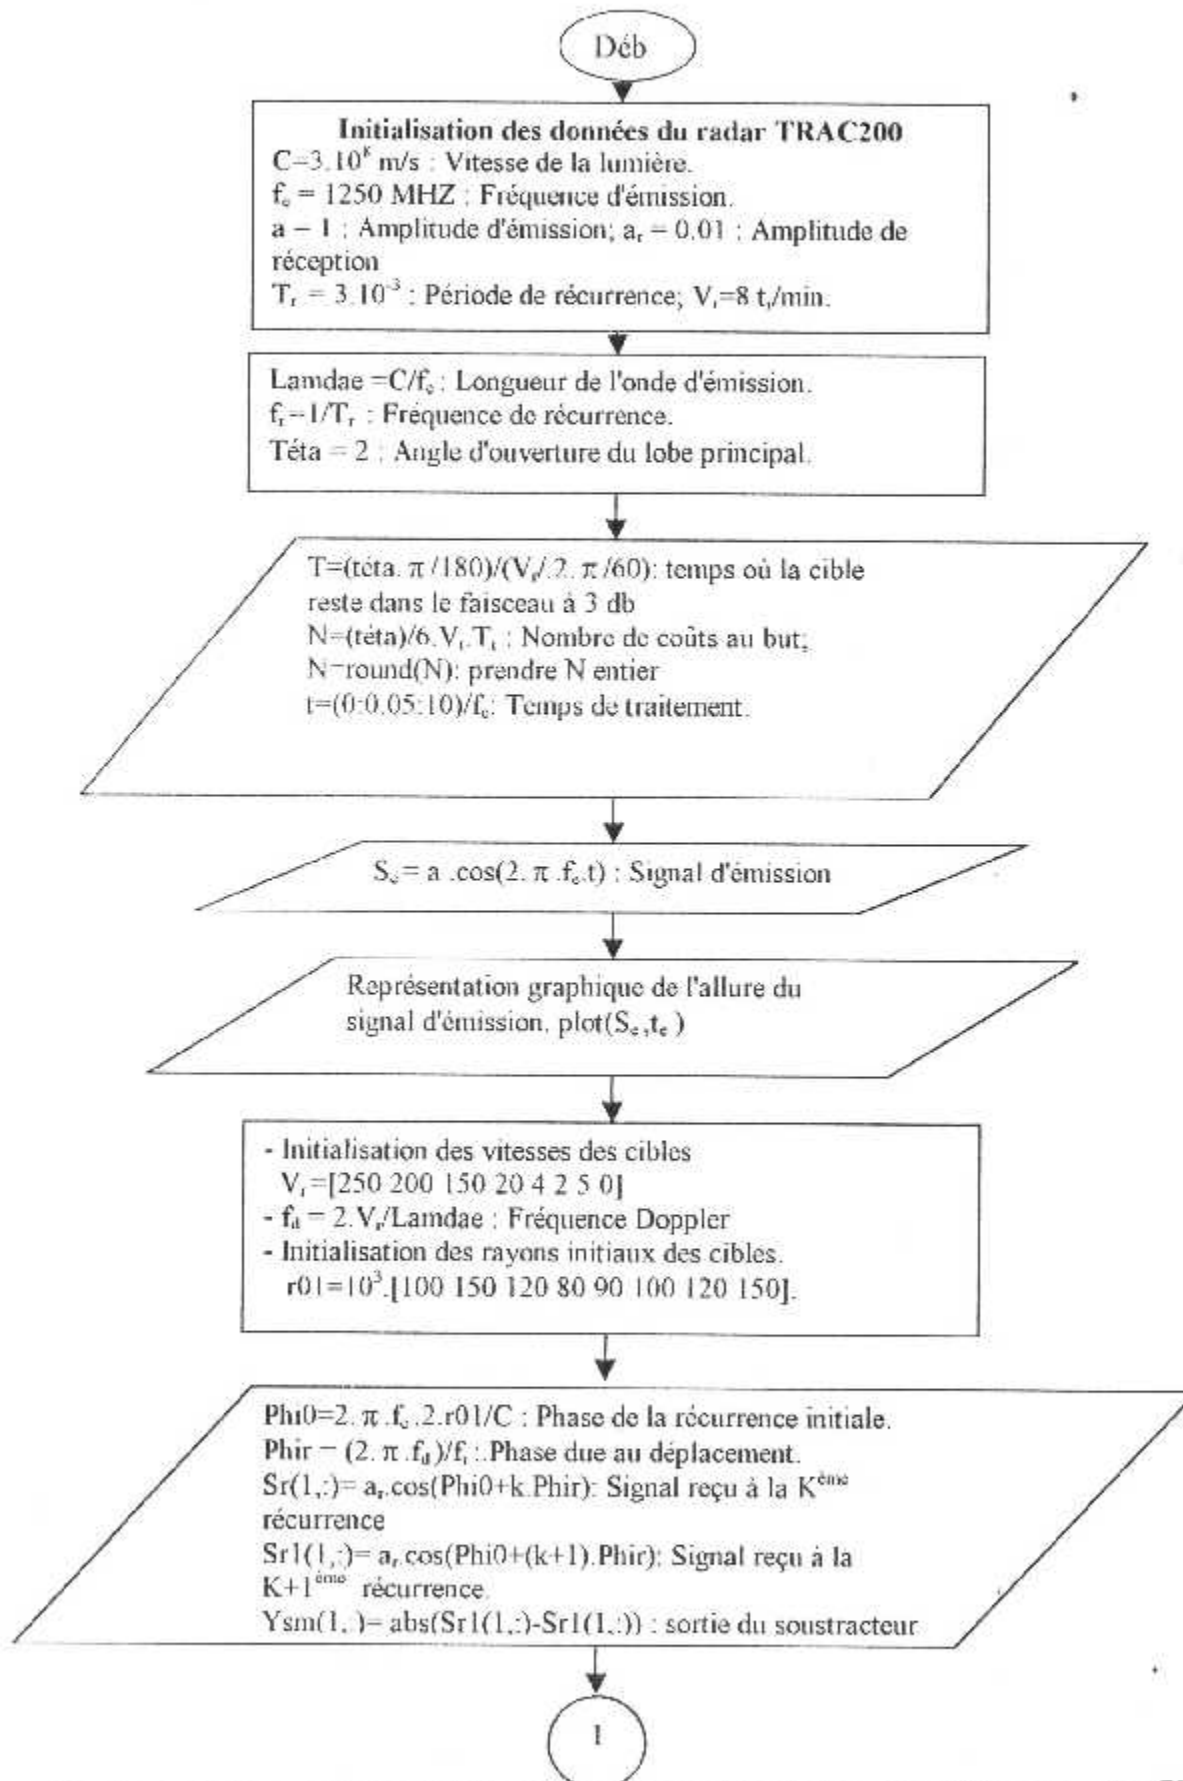 Déb
Initialisation des données du radar TRAC200
C=3.10⁸ m/s : Vitesse de la lumière.
fₑ = 1250 MHZ : Fréquence d'émission.
a = 1 : Amplitude d'émission; aᵣ = 0.01 : Amplitude de
réception
Tᵣ = 3.10⁻³ : Période de récurrence; Vᵣ=8 tᵣ/min.
Lamdae =C/fₑ : Longueur de l'onde d'émission.
fᵣ=1/Tᵣ : Fréquence de récurrence.
Téta = 2 : Angle d'ouverture du lobe principal.
T=(téta. π /180)/(Vᵣ/.2. π /60): temps où la cible
reste dans le faisceau à 3 db
N=(téta)/6.Vᵣ.Tᵣ : Nombre de coûts au but;
N=round(N): prendre N entier
t=(0:0.05:10)/fₑ: Temps de traitement.
Sₑ = a .cos(2. π .fₑ.t) : Signal d'émission
Représentation graphique de l'allure du
signal d'émission, plot(Sₑ,tₑ )
- Initialisation des vitesses des cibles
Vᵣ=[250 200 150 20 4 2 5 0]
- f_d = 2.Vᵣ/Lamdae : Fréquence Doppler
- Initialisation des rayons initiaux des cibles.
r01=10³.[100 150 120 80 90 100 120 150].
Phi0=2. π .fₑ.2.r01/C : Phase de la récurrence initiale.
Phir = (2. π .f_d)/fᵣ :.Phase due au déplacement.
Sr(1,:)= aᵣ.cos(Phi0+k.Phir): Signal reçu à la Kᵉᵐᵉ
récurrence
Sr1(1,:)= aᵣ.cos(Phi0+(k+1).Phir): Signal reçu à la
K+1ᵉᵐᵉ récurrence.
Ysm(1,:)= abs(Sr1(1,:)-Sr1(1,:)) : sortie du soustracteur
1